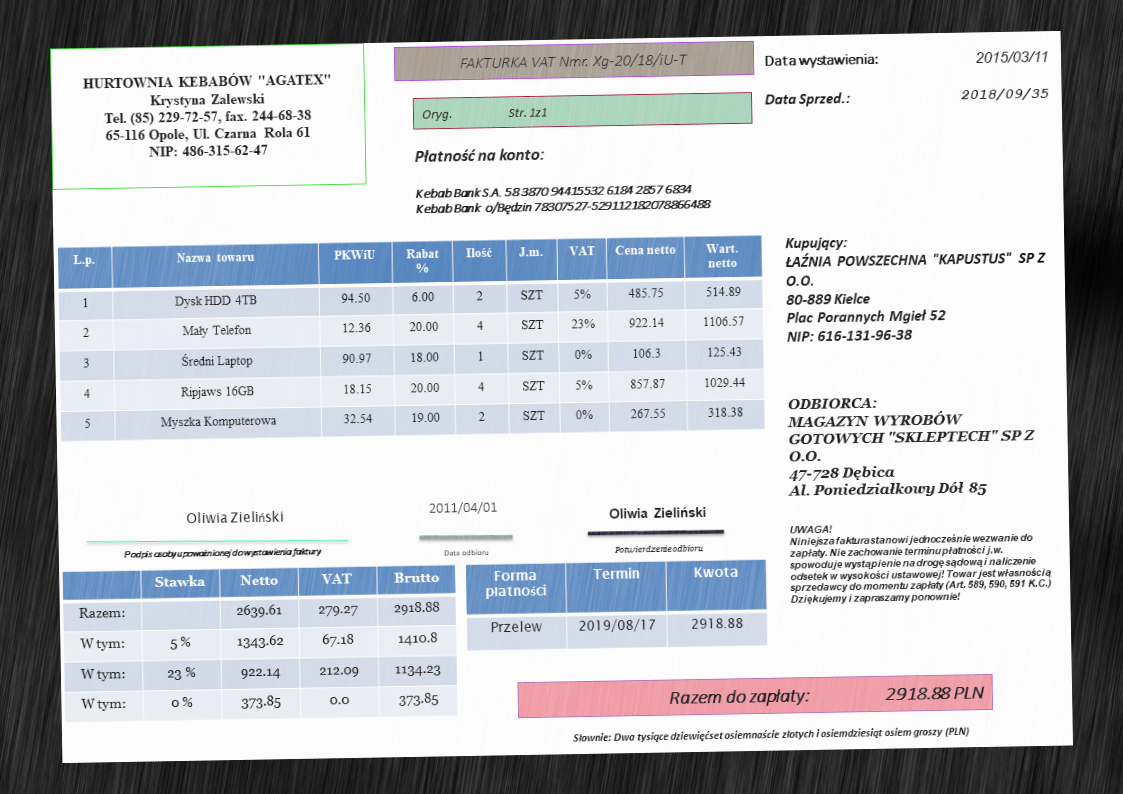 HURTOWNIA KEBABÓW "AGATEX"
Krystyna Zalewski
Tel. (85) 229-72-57, fax. 244-68-38
65-116 Opole, Ul. Czarna Rola 61
NIP: 486-315-62-47
FAKTURKA VAT Nmr. Xg-20/18/iU-T
Oryg. Str. 1z1
Data wystawienia: 2015/03/11
Data Sprzed.: 2018/09/35
Płatność na konto:
Kebab Bank S.A. 58 3870 94415532 6184 2857 6834
Kebab Bank o/Będzin 78307527-529112182078866488
L.p. Nazwa towaru PKWiU Rabat % Ilość J.m. VAT Cena netto Wart. netto
1 Dysk HDD 4TB 94.50 6.00 2 SZT 5% 485.75 514.89
2 Mały Telefon 12.36 20.00 4 SZT 23% 922.14 1106.57
3 Średni Laptop 90.97 18.00 1 SZT 0% 106.3 125.43
4 Ripjaws 16GB 18.15 20.00 4 SZT 5% 857.87 1029.44
5 Myszka Komputerowa 32.54 19.00 2 SZT 0% 267.55 318.38
Kupujący:
ŁAŹNIA POWSZECHNA "KAPUSTUS" SP Z
O.O.
80-889 Kielce
Plac Porannych Mgieł 52
NIP: 616-131-96-38
ODBIORCA:
MAGAZYN WYROBÓW
GOTOWYCH "SKLEPTECH" SP Z
O.O.
47-728 Dębica
Al. Poniedziałkowy Dół 85
Oliwia Zieliński
Podpis osoby upoważnionej do wystawienia faktury
2011/04/01
Data odbioru
Oliwia Zieliński
Potwierdzenie odbioru
UWAGA!
Niniejsza faktura stanowi jednocześnie wezwanie do
zapłaty. Nie zachowanie terminu płatności j.w.
spowoduje wystąpienie na drogę sądową i naliczenie
odsetek w wysokości ustawowej! Towar jest własnością
sprzedawcy do momentu zapłaty (Art. 589, 590, 591 K.C.)
Dziękujemy i zapraszamy ponownie!
Stawka Netto VAT Brutto
Razem: 2639.61 279.27 2918.88
W tym: 5 % 1343.62 67.18 1410.8
W tym: 23 % 922.14 212.09 1134.23
W tym: 0 % 373.85 0.0 373.85
Forma płatności Termin Kwota
Przelew 2019/08/17 2918.88
Razem do zapłaty: 2918.88 PLN
Słownie: Dwa tysiące dziewięćset osiemnaście złotych i osiemdziesiąt osiem groszy (PLN)